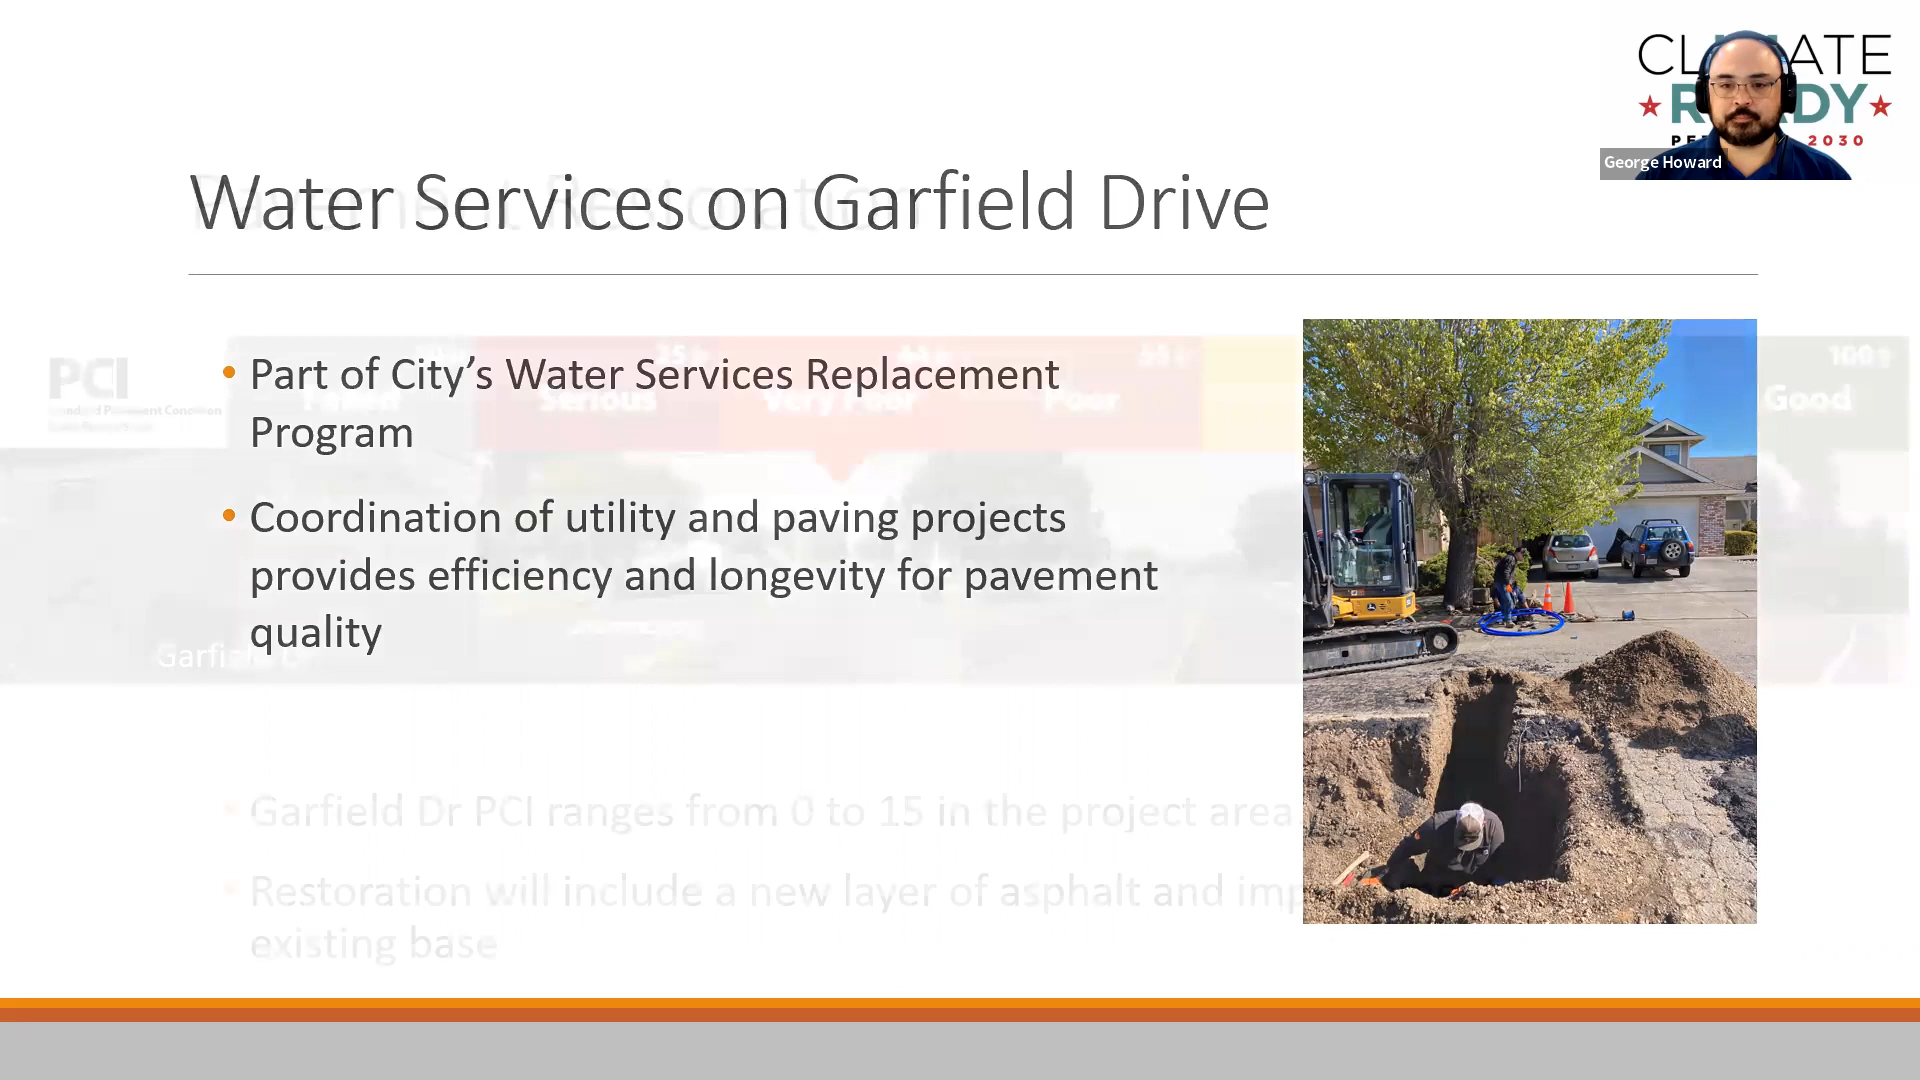 CL ATE
R DY
PE 2030
George Howard
Water Services on Garfield Drive
• Part of City’s Water Services Replacement
Program
• Coordination of utility and paving projects
provides efficiency and longevity for pavement
quality
PCI
Serious
Very Poor
Poor
Good
100
• Garfield Dr PCI ranges from 0 to 15 in the project area.
• Restoration will include a new layer of asphalt and imp
existing base